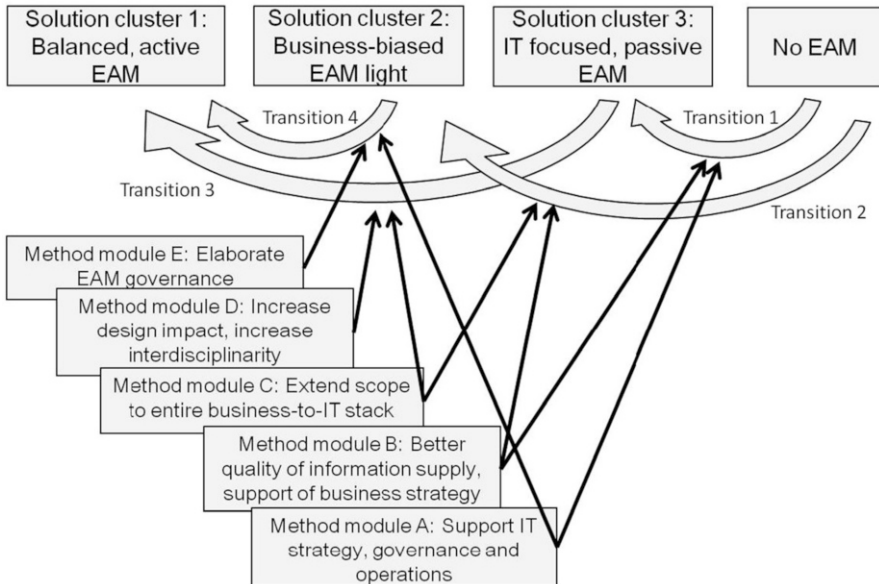 Solution cluster 1:
Balanced, active
EAM
Solution cluster 2:
Business-biased
EAM light
Solution cluster 3:
IT focused, passive
EAM
No EAM
Transition 4
Transition 1
Transition 3
Transition 2
Method module E: Elaborate
EAM governance
Method module D: Increase
design impact, increase
interdisciplinarity
Method module C: Extend scope
to entire business-to-IT stack
Method module B: Better
quality of information supply,
support of business strategy
Method module A: Support IT
strategy, governance and
operations